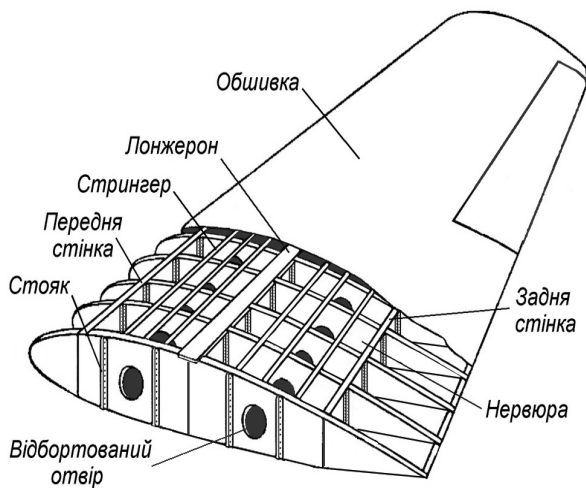 Обшивка
Лонжерон
Стрингер
Передня
стінка
Стояк
Задня
стінка
Нервюра
Відбортований
отвір